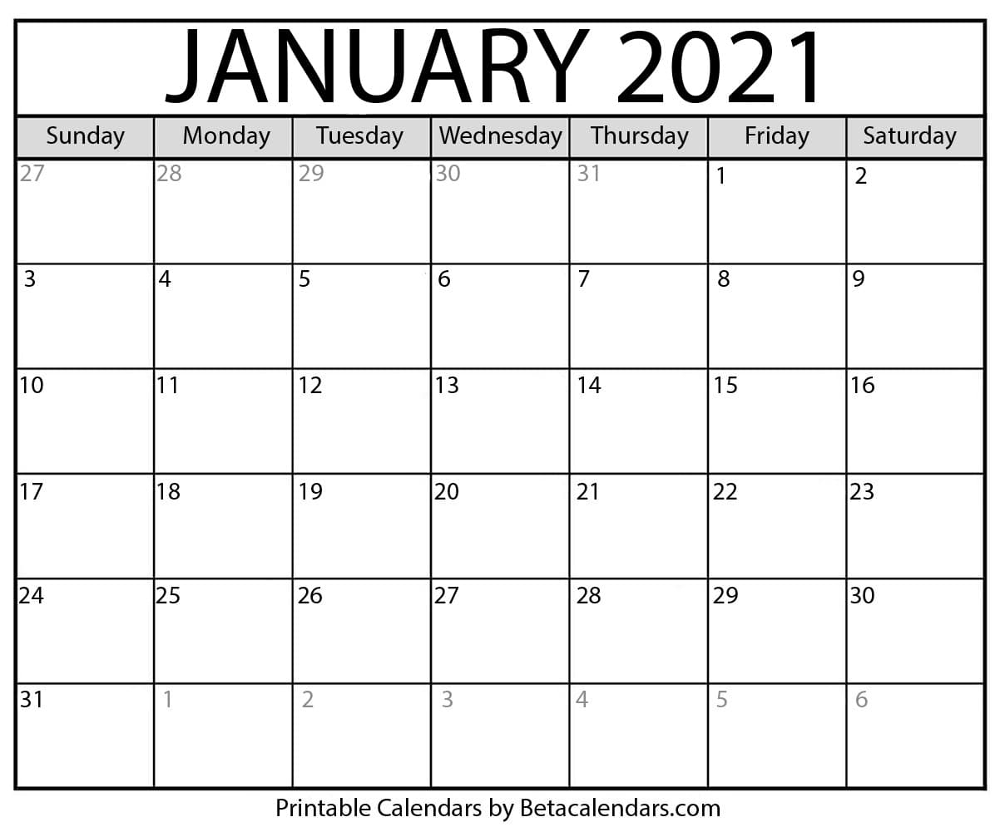 JANUARY 2021
Sunday Monday Tuesday Wednesday Thursday Friday Saturday
27 28 29 30 31 1 2
3 4 5 6 7 8 9
10 11 12 13 14 15 16
17 18 19 20 21 22 23
24 25 26 27 28 29 30
31 1 2 3 4 5 6
Printable Calendars by Betacalendars.com